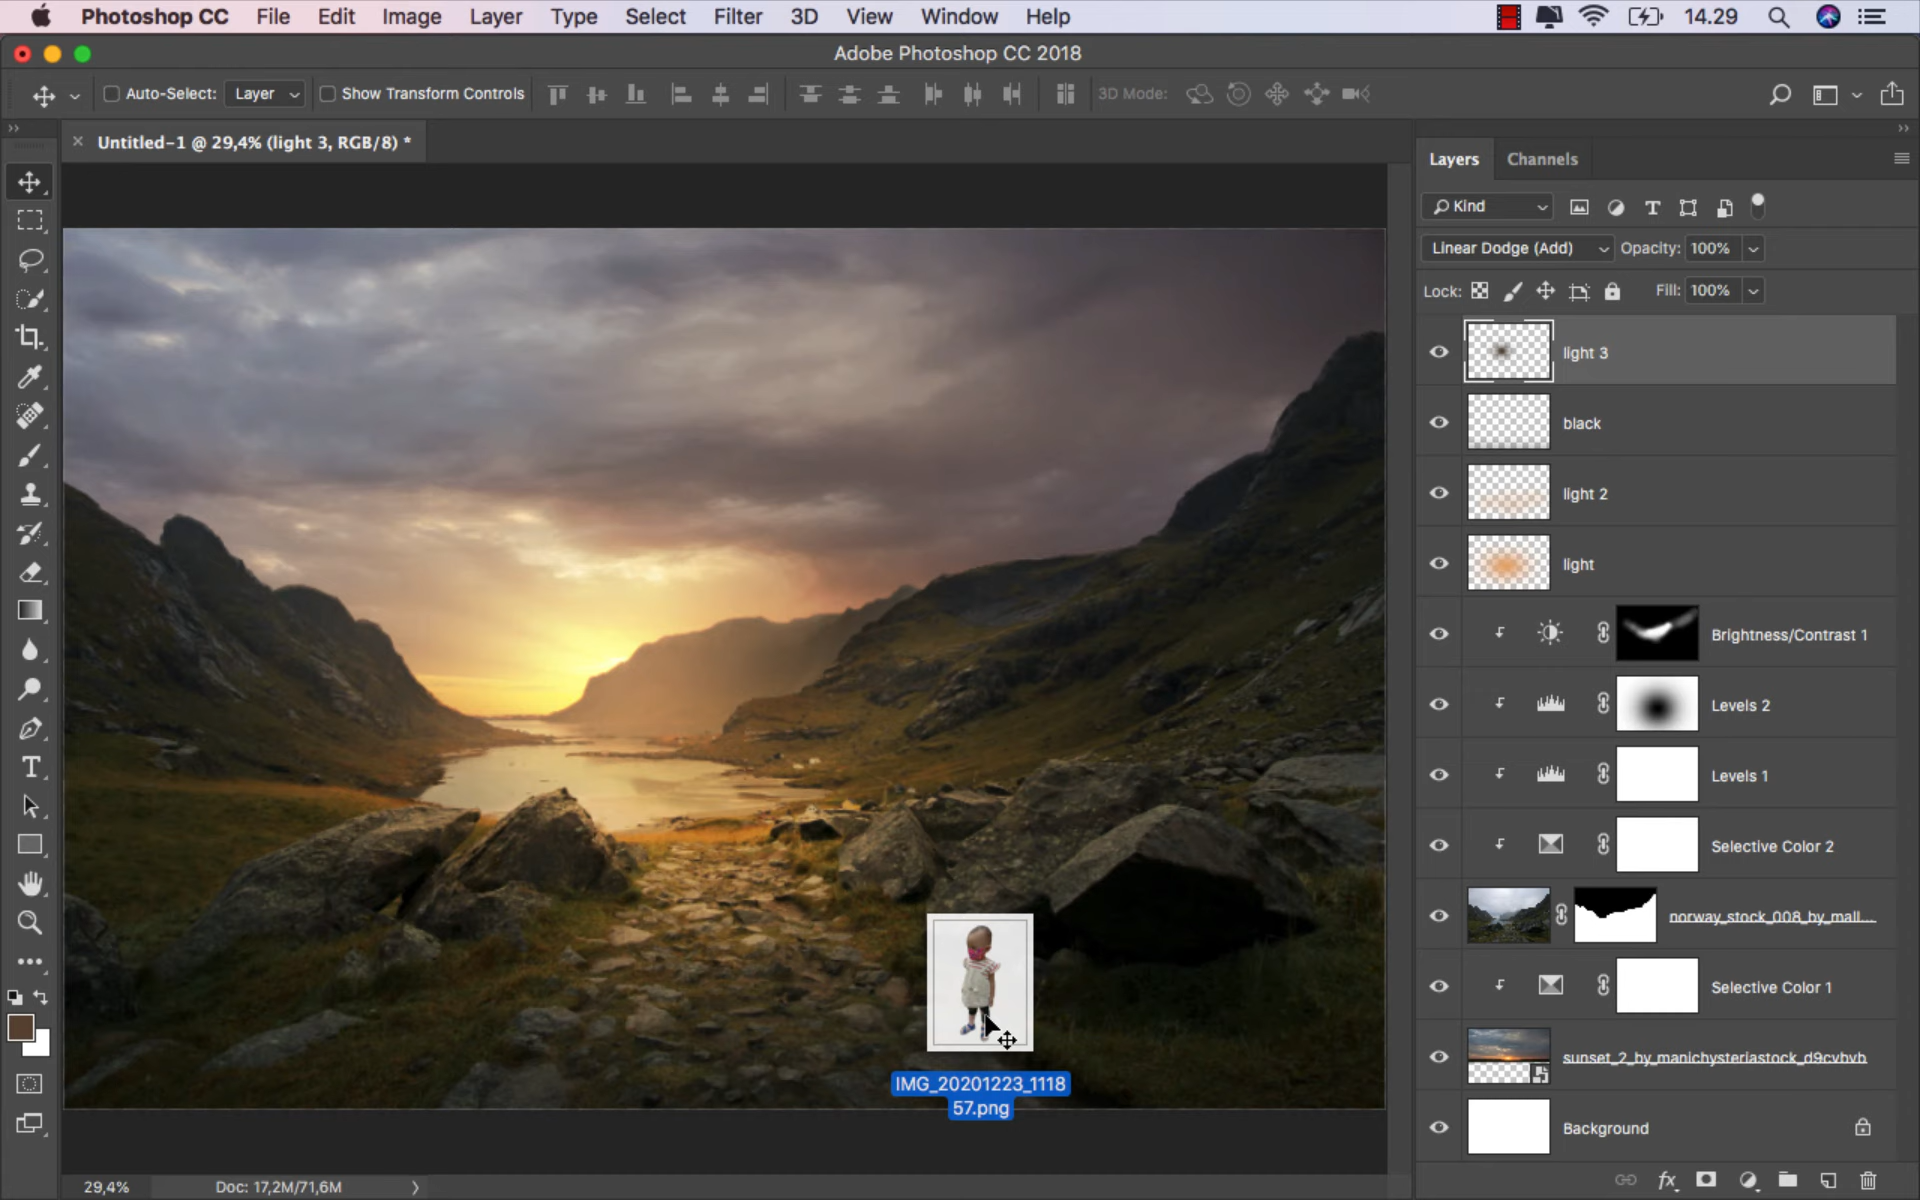 Photoshop CC File Edit Image Layer Type Select Filter 3D View Window Help 14.29
Adobe Photoshop CC 2018
Auto-Select: Layer Show Transform Controls 3D Mode:
Untitled-1 @ 29,4% (light 3, RGB/8) *
Layers Channels
Kind
Linear Dodge (Add) Opacity: 100%
Lock: Fill: 100%
light 3
black
light 2
light
Brightness/Contrast 1
Levels 2
Levels 1
Selective Color 2
norway_stock_008_by_mall...
Selective Color 1
sunset_2_by_manichysteriastock_d9cvbvb
Background
IMG_20201223_1118
57.png
29,4% Doc: 17,2M/71,6M
fx